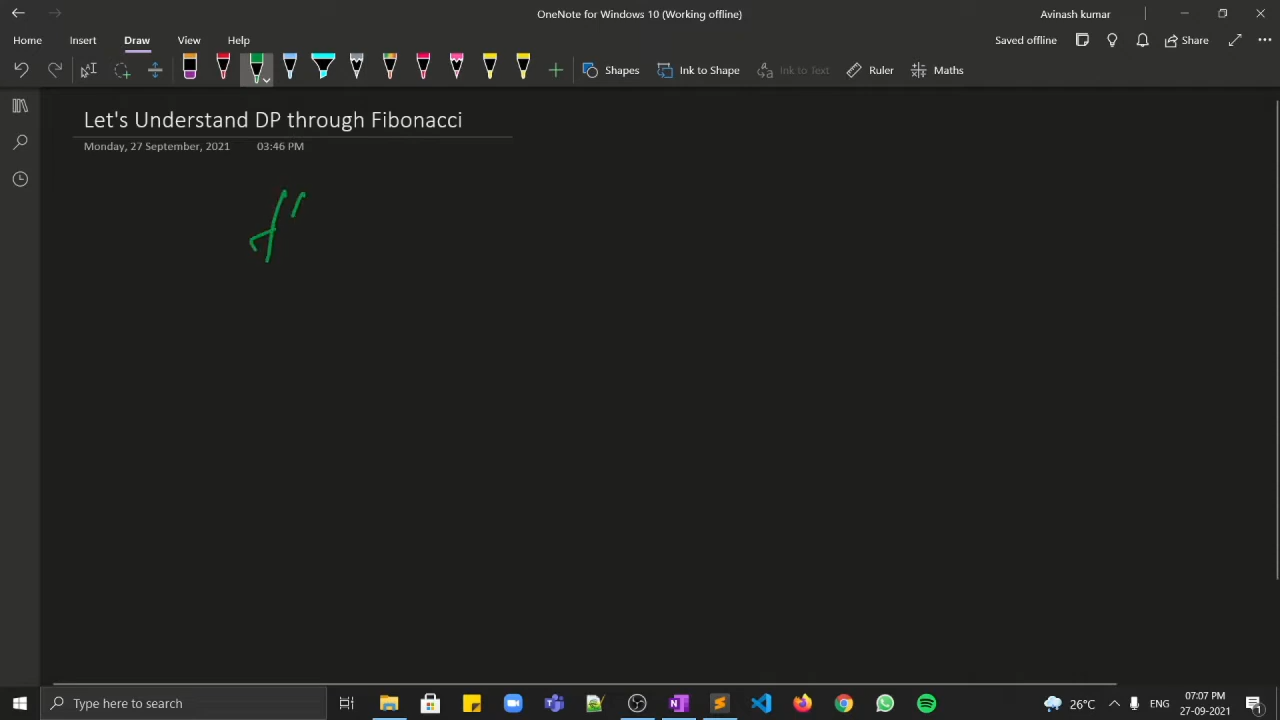 OneNote for Windows 10 (Working offline)
Avinash kumar
Home Insert Draw View Help
Saved offline
Share
Shapes
Ink to Shape
Ink to Text
Ruler
Maths
Let's Understand DP through Fibonacci
Monday, 27 September, 2021 03:46 PM
Type here to search
26°C
ENG
07:07 PM
27-09-2021